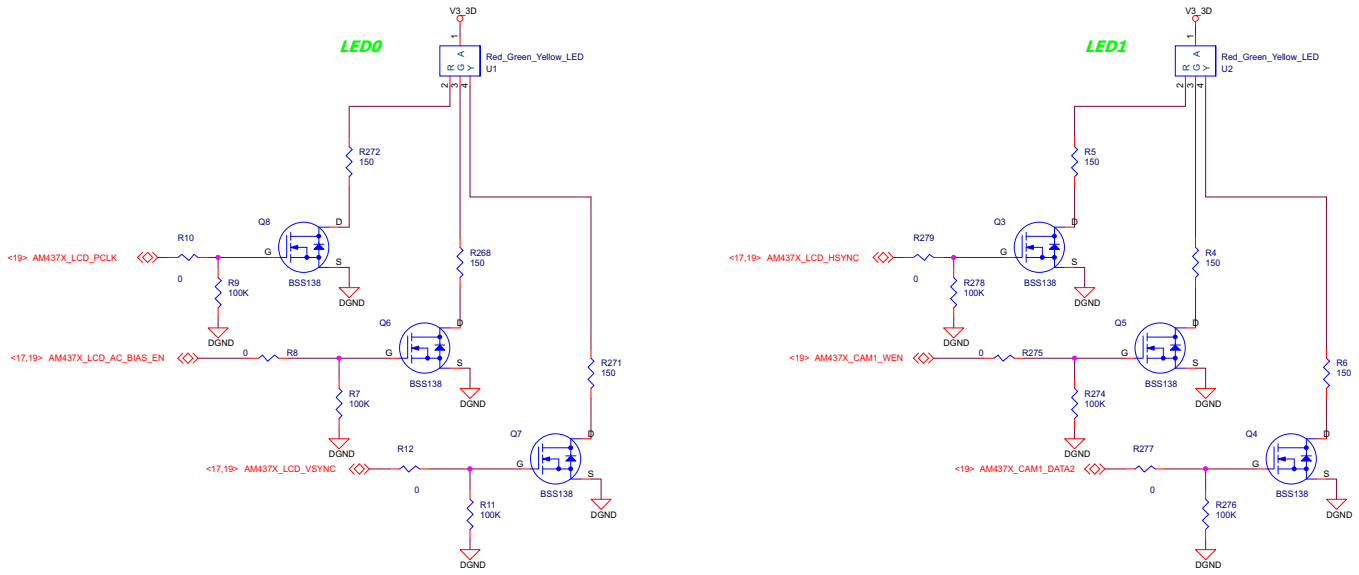 LED0
V3_3D
1
R G Y A
Red_Green_Yellow_LED
U1
2 3 4
R272
150
Q8
D
G
S
BSS138
DGND
<19> AM437X_LCD_PCLK
R10
0
R9
100K
DGND
R268
150
Q6
D
G
S
BSS138
DGND
<17,19> AM437X_LCD_AC_BIAS_EN
0
R8
R7
100K
DGND
R271
150
Q7
D
G
S
BSS138
DGND
<17,19> AM437X_LCD_VSYNC
R12
0
R11
100K
DGND
LED1
V3_3D
1
R G Y A
Red_Green_Yellow_LED
U2
2 3 4
R5
150
Q3
D
G
S
BSS138
DGND
<17,19> AM437X_LCD_HSYNC
R279
0
R278
100K
DGND
R4
150
Q5
D
G
S
BSS138
DGND
<19> AM437X_CAM1_WEN
0
R275
R274
100K
DGND
R6
150
Q4
D
G
S
BSS138
DGND
<19> AM437X_CAM1_DATA2
R277
0
R276
100K
DGND